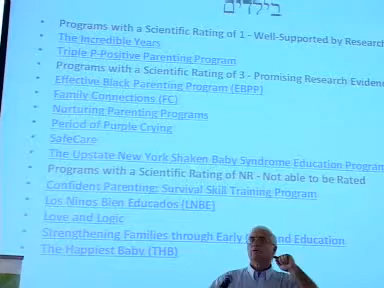 בילדים
Programs with a Scientific Rating of 1 - Well-Supported by Research
The Incredible Years
Triple P-Positive Parenting Program
Programs with a Scientific Rating of 3 - Promising Research Eviden
Effective Black Parenting Program (EBPP)
Family Connections (FC)
Nurturing Parenting Programs
Period of Purple Crying
SafeCare
The Upstate New York Shaken Baby Syndrome Education Program
Programs with a Scientific Rating of NR - Not able to be Rated
Confident Parenting: Survival Skill Training Program
Los Ninos Bien Educados (LNBE)
Love and Logic
Strengthening Families through Early and Education
The Happiest Baby (THB)